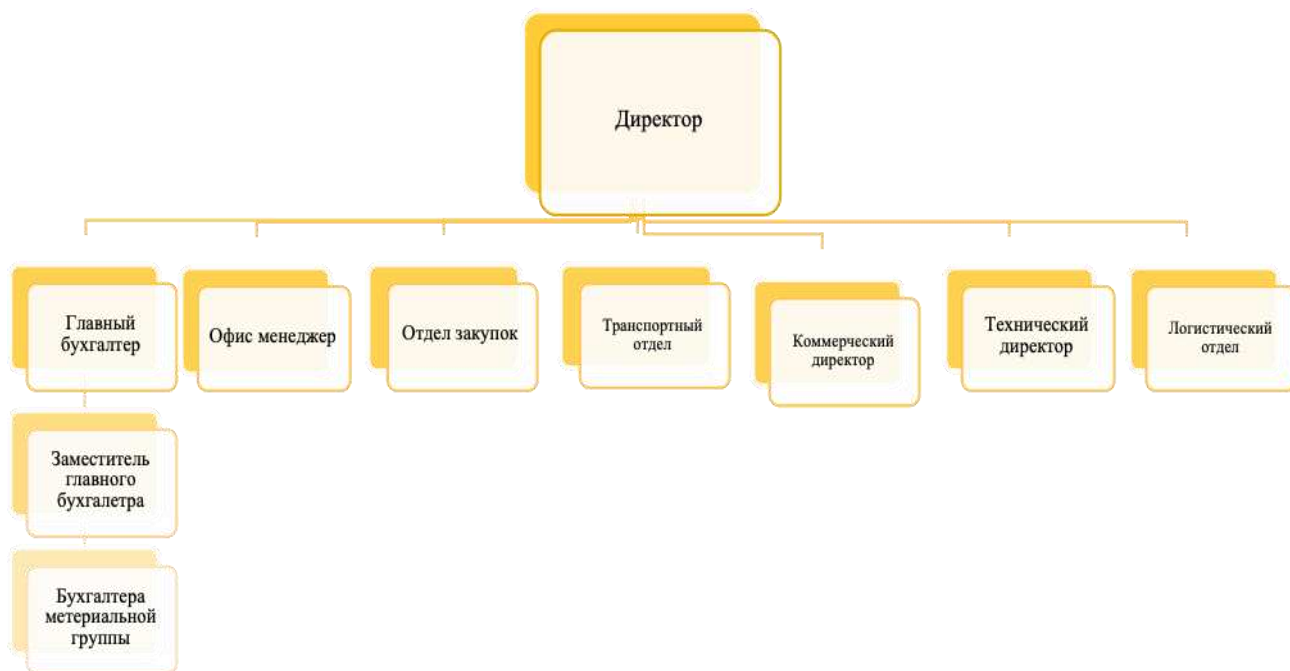 Директор
Главный
бухгалтер
Офис менеджер
Отдел закупок
Транспортный
отдел
Коммерческий
директор
Технический
директор
Логистический
отдел
Заместитель
главного
бухгалетра
Бухгалтера
метериальной
группы